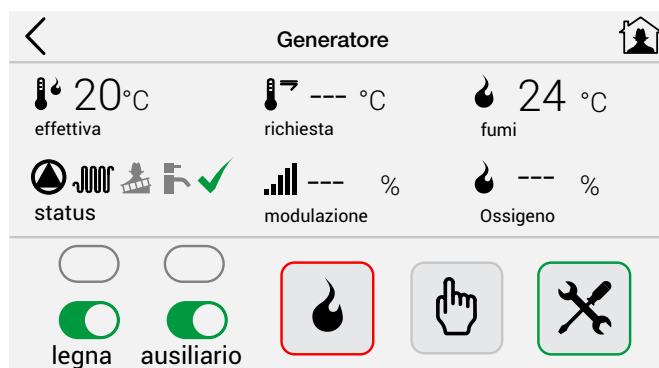 Generatore
20°C --- °C 24 °C
effettiva richiesta fumi
--- % --- %
status modulazione Ossigeno
legna ausiliario